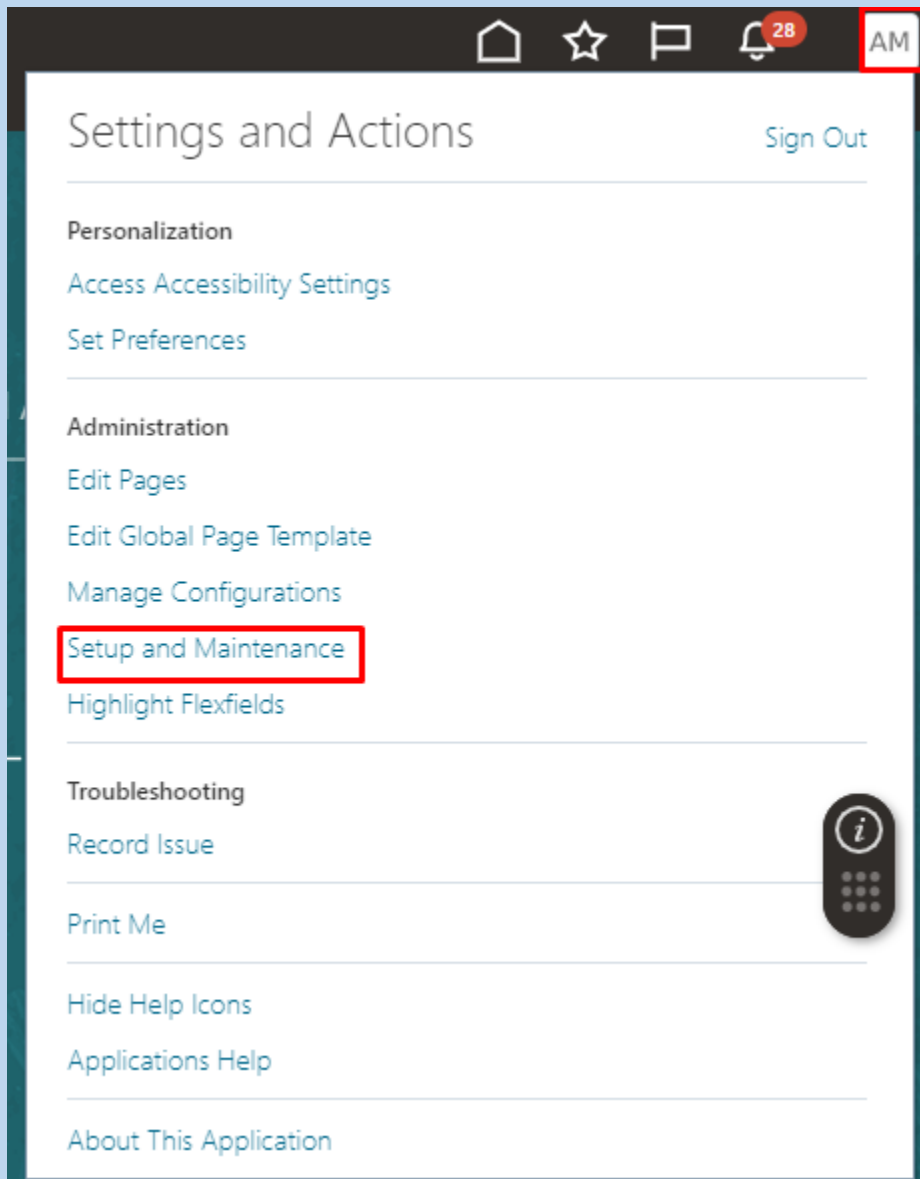 28
AM
Settings and Actions
Sign Out
Personalization
Access Accessibility Settings
Set Preferences
Administration
Edit Pages
Edit Global Page Template
Manage Configurations
Setup and Maintenance
Highlight Flexfields
Troubleshooting
Record Issue
i
Print Me
Hide Help Icons
Applications Help
About This Application